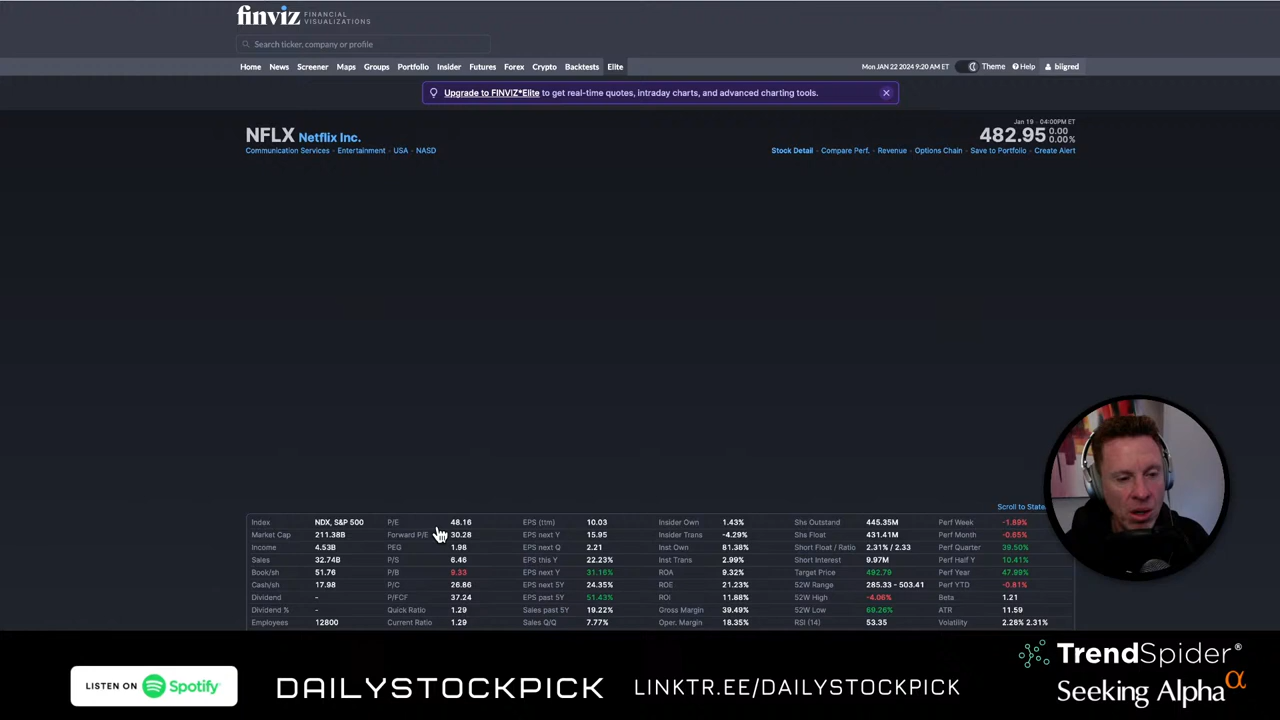 finviz FINANCIAL VISUALIZATIONS
Search ticker, company or profile
Home News Screener Maps Groups Portfolio Insider Futures Forex Crypto Backtests Elite Mon JAN 22 2024 9:20 AM ET Theme Help biigred
Upgrade to FINVIZ*Elite to get real-time quotes, intraday charts, and advanced charting tools.
Jan 19 · 04:00PM ET
NFLX Netflix Inc. 482.95 0.00 0.00%
Communication Services · Entertainment · USA · NASD Stock Detail · Compare Perf. · Revenue · Options Chain · Save to Portfolio · Create Alert
Scroll to State
Index NDX, S&P 500 P/E 48.16 EPS (ttm) 10.03 Insider Own 1.43% Shs Outstand 445.35M Perf Week -1.89%
Market Cap 211.38B Forward P/E 30.28 EPS next Y 15.95 Insider Trans -4.29% Shs Float 431.41M Perf Month -0.65%
Income 4.53B PEG 1.98 EPS next Q 2.21 Inst Own 81.38% Short Float / Ratio 2.31% / 2.33 Perf Quarter 39.50%
Sales 32.74B P/S 6.46 EPS this Y 22.23% Inst Trans 2.99% Short Interest 9.97M Perf Half Y 10.41%
Book/sh 51.76 P/B 9.33 EPS next Y 31.16% ROA 9.32% Target Price 492.79 Perf Year 47.99%
Cash/sh 17.98 P/C 26.86 EPS next 5Y 24.35% ROE 21.23% 52W Range 285.33 - 503.41 Perf YTD -0.81%
Dividend - P/FCF 37.24 EPS past 5Y 51.43% ROI 11.88% 52W High -4.06% Beta 1.21
Dividend % - Quick Ratio 1.29 Sales past 5Y 19.22% Gross Margin 39.49% 52W Low 69.26% ATR 11.59
Employees 12800 Current Ratio 1.29 Sales Q/Q 7.77% Oper. Margin 18.35% RSI (14) 53.35 Volatility 2.28% 2.31%
LISTEN ON Spotify DAILYSTOCKPICK LINKTR.EE/DAILYSTOCKPICK
TrendSpider®
Seeking Alpha α